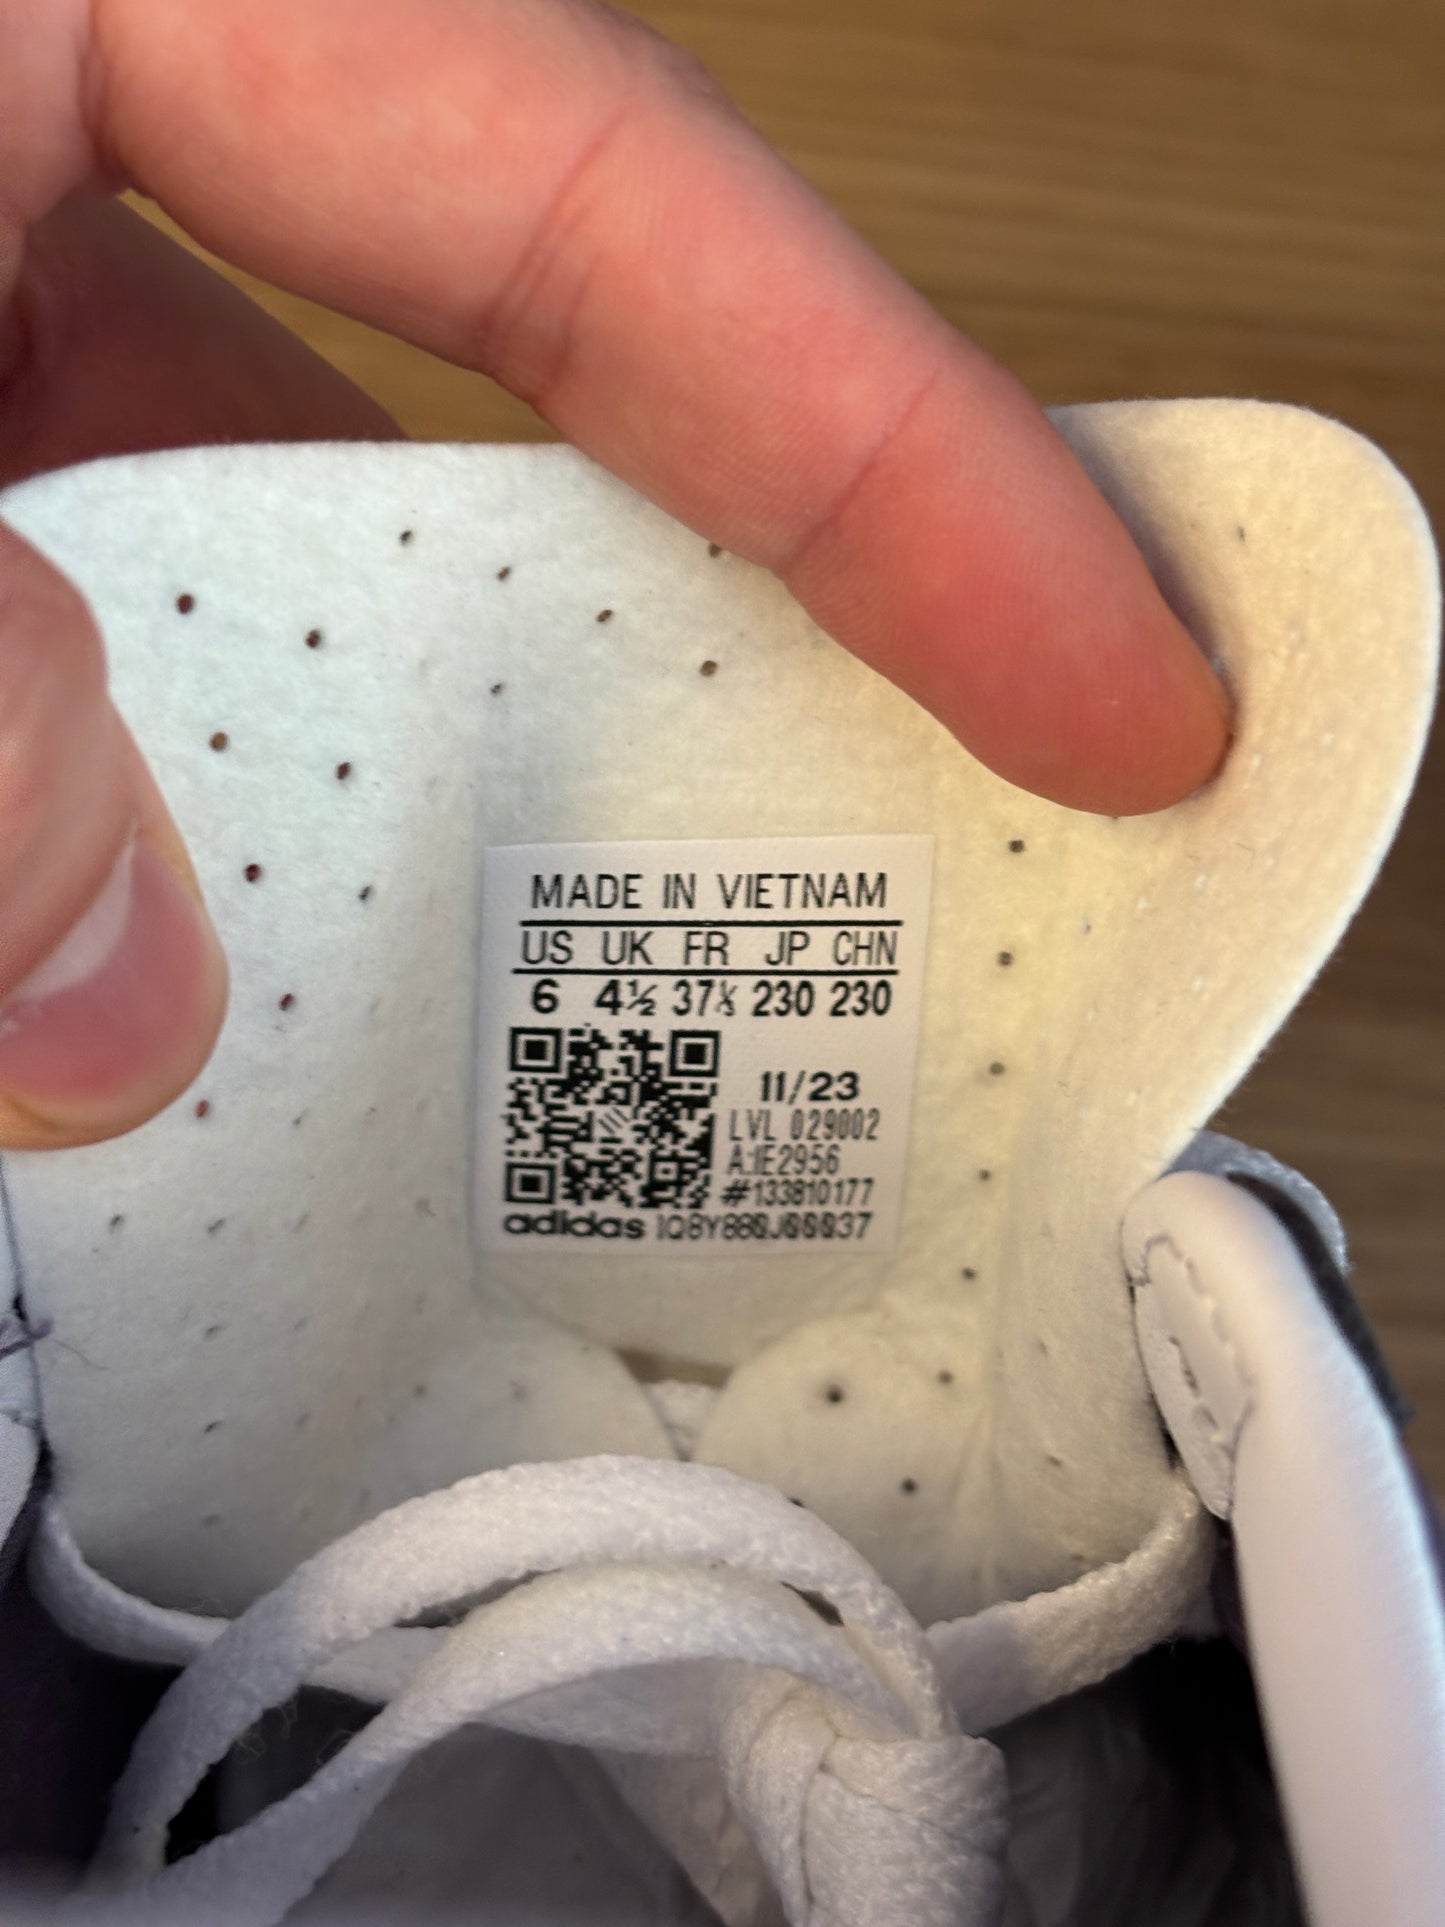 MADE IN VIETNAM
US UK FR JP CHN
6 4½ 37⅓ 230 230
11/23
LVL 029002
A:IE2956
#133810177
adidas 1Q8Y880J00037